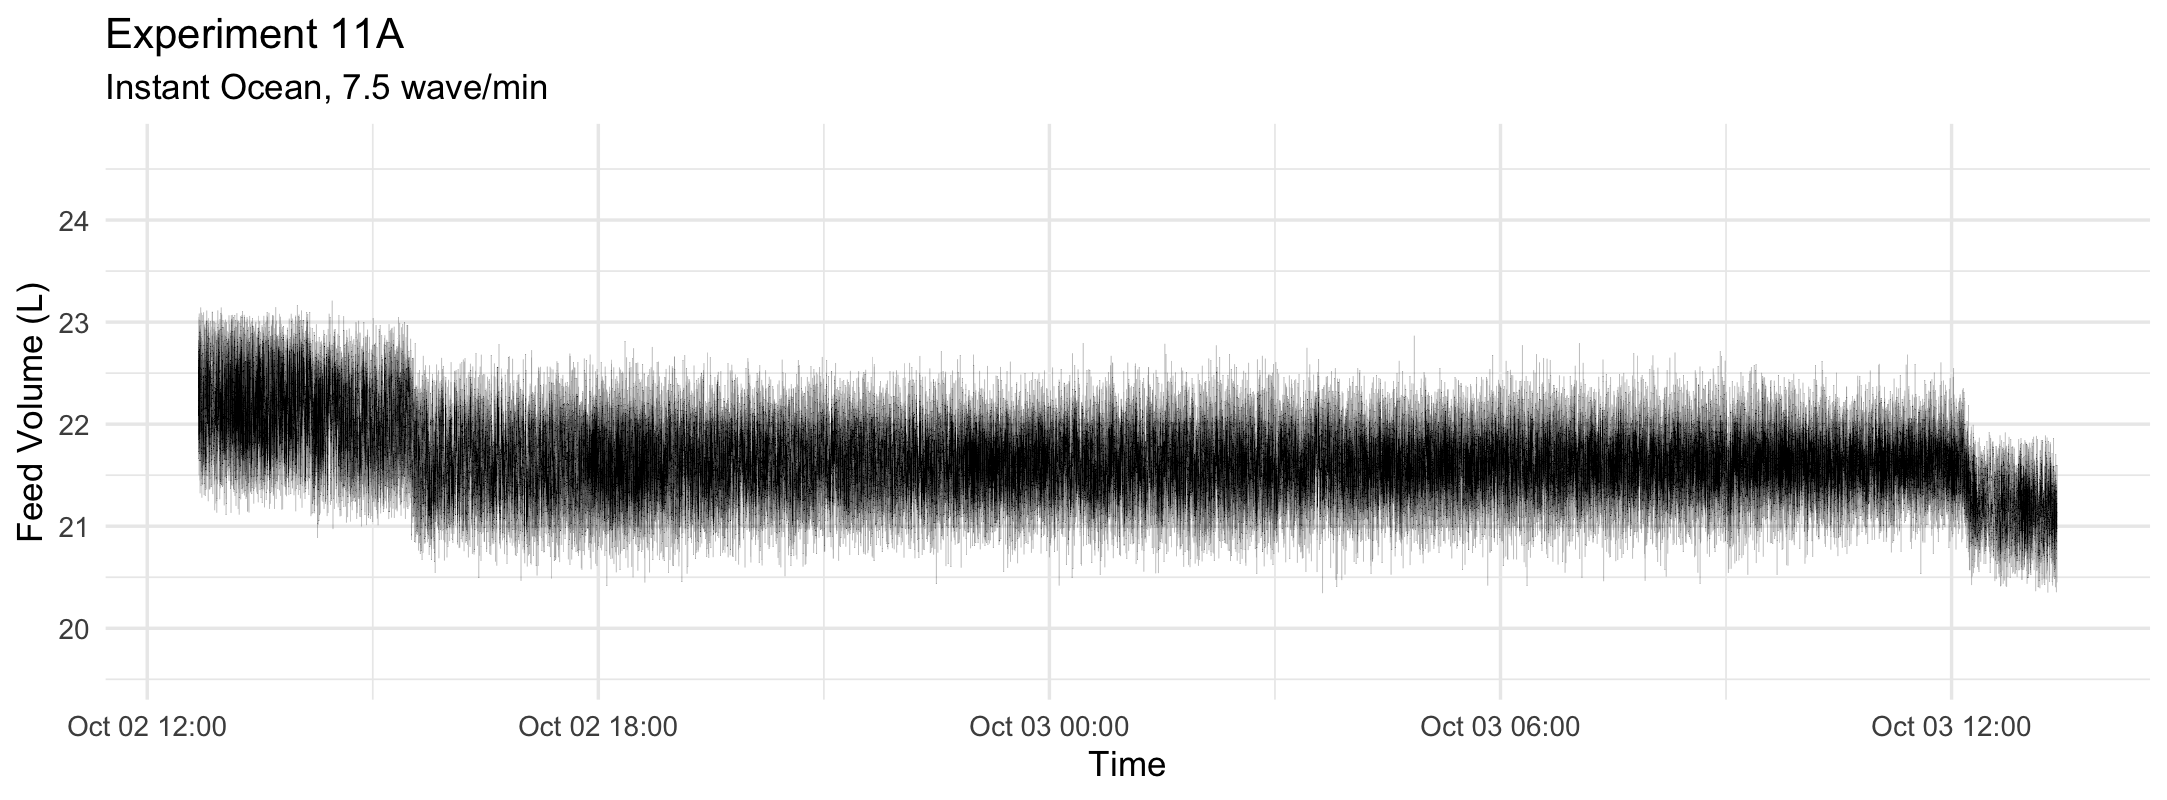 Experiment 11A
Instant Ocean, 7.5 wave/min
Feed Volume (L)
24
23
22
21
20
Oct 02 12:00 Oct 02 18:00 Oct 03 00:00 Oct 03 06:00 Oct 03 12:00
Time